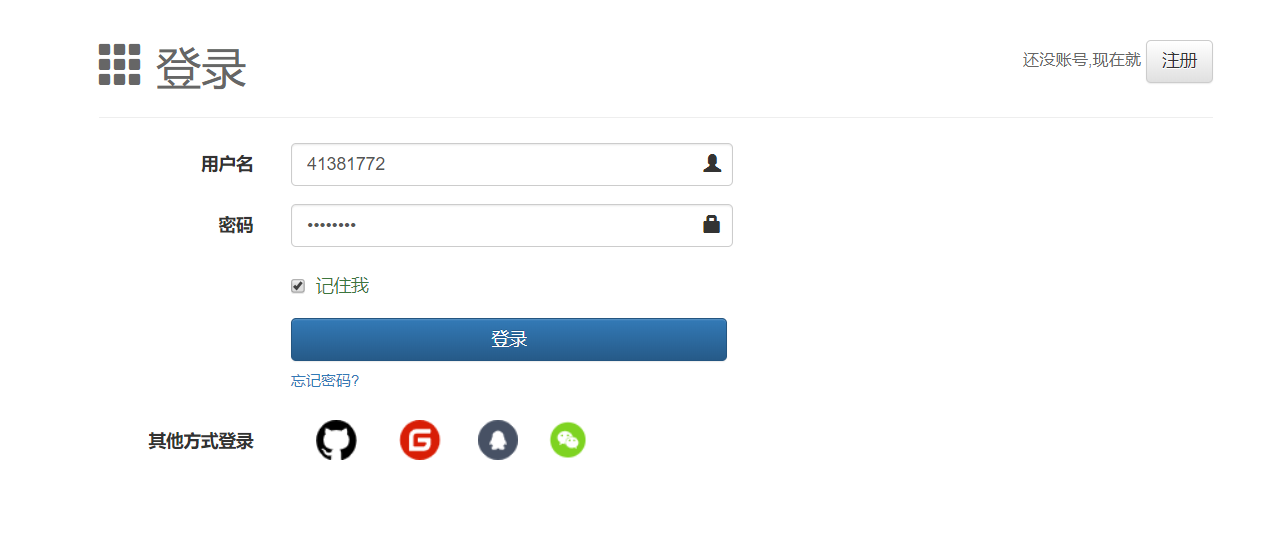 登录
还没账号,现在就 注册
用户名 41381772
密码 ••••••••
记住我
登录
忘记密码?
其他方式登录